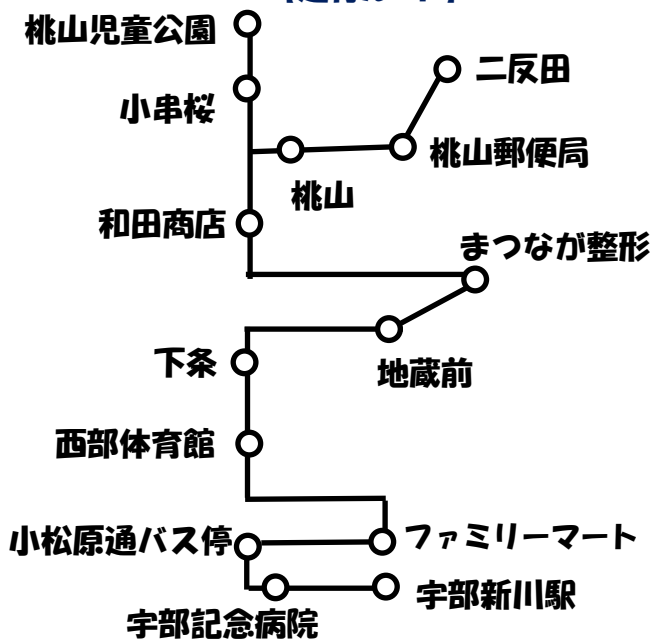 桃山児童公園
二反田
小串桜
桃山郵便局
桃山
和田商店
まつなが整形
下条
地蔵前
西部体育館
小松原通バス停
ファミリーマート
宇部新川駅
宇部記念病院